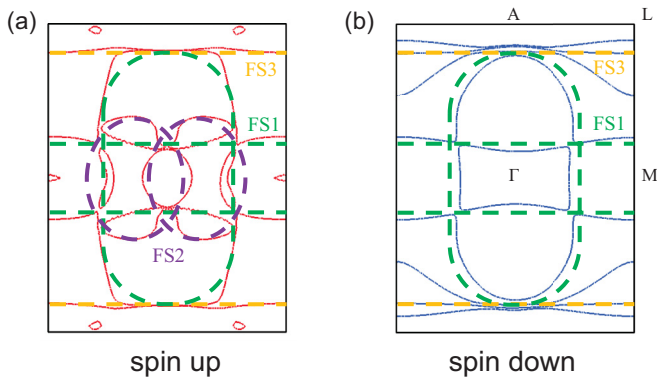 (a)
FS3
FS1
FS2
spin up
(b)
A
L
FS3
FS1
Γ
M
spin down